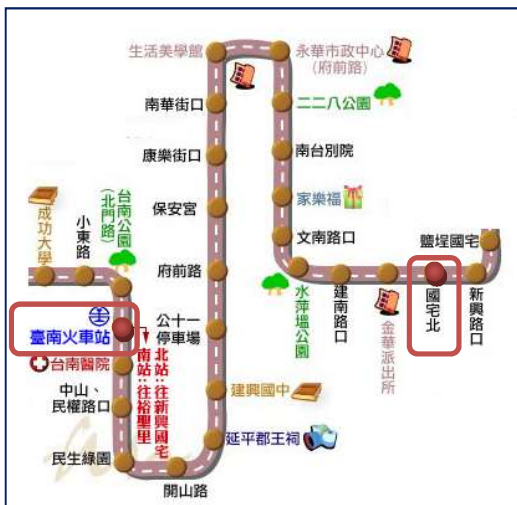 生活美學館
永華市政中心
(府前路)
南華街口
二二八公園
康樂街口
南台別院
保安宮
家樂福
文南路口
鹽埕國宅
成功大學
小東路
台南公園
(北門路)
府前路
水萍塭公園
建南路口
金華派出所
國宅北
新興路口
臺南火車站
公十一
停車場
北站:往新興國宅
南站:往裕聖里
台南醫院
中山、
民權路口
建興國中
延平郡王祠
民生綠園
開山路